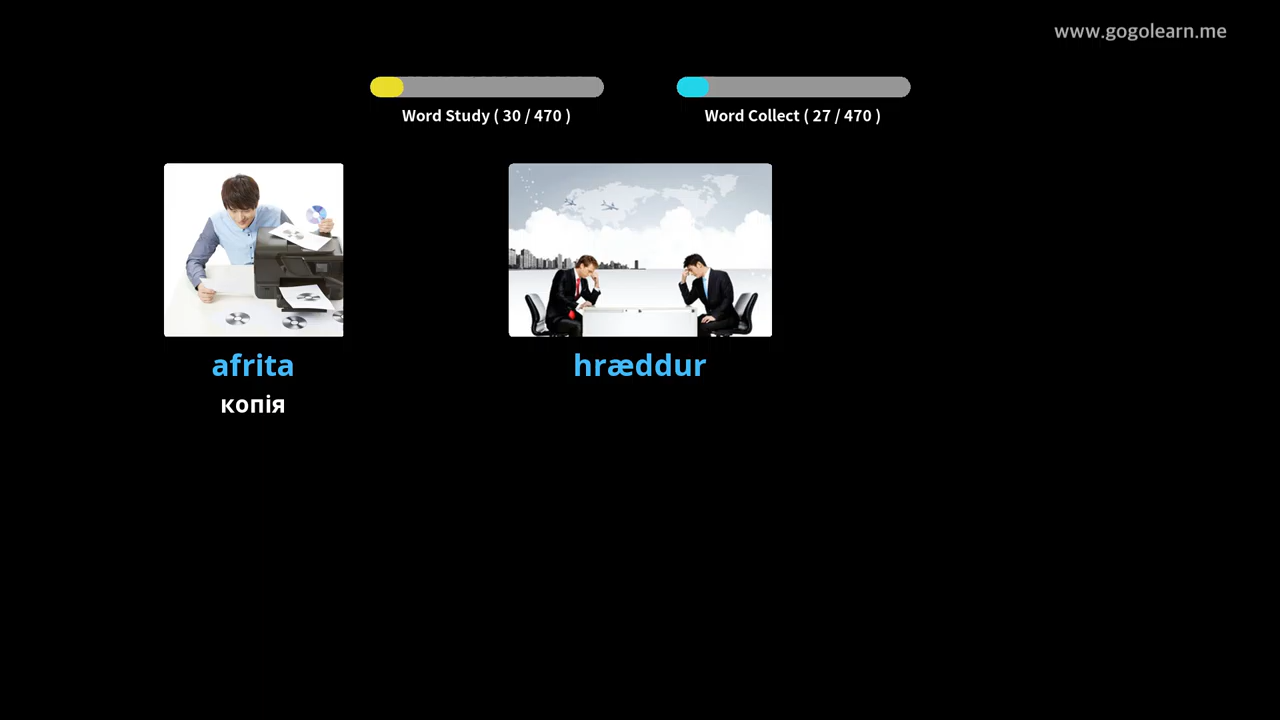 www.gogolearn.me
Word Study ( 30 / 470 )
Word Collect ( 27 / 470 )
afrita
hræddur
копія